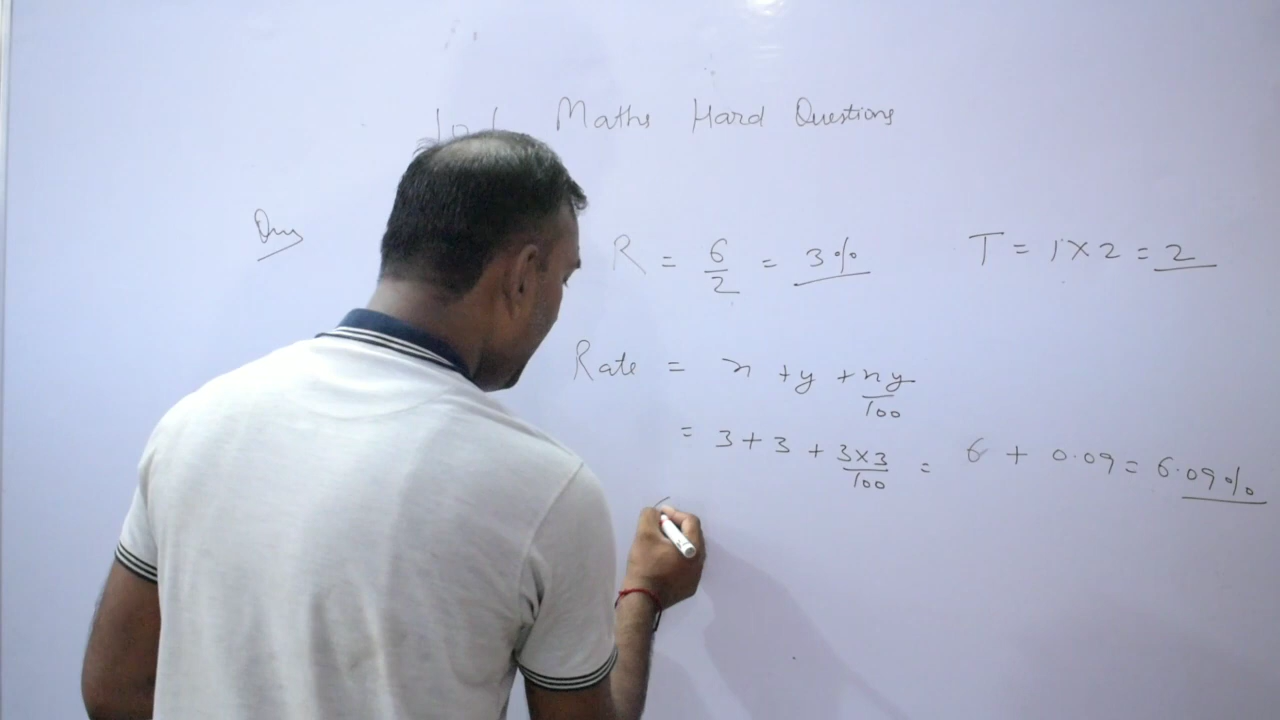 Maths Hard Questions
Ques
R = 6/2 = 3% T = 1×2 = 2
Rate = x + y + xy/100
= 3 + 3 + 3×3/100 = 6 + 0.09 = 6.09%